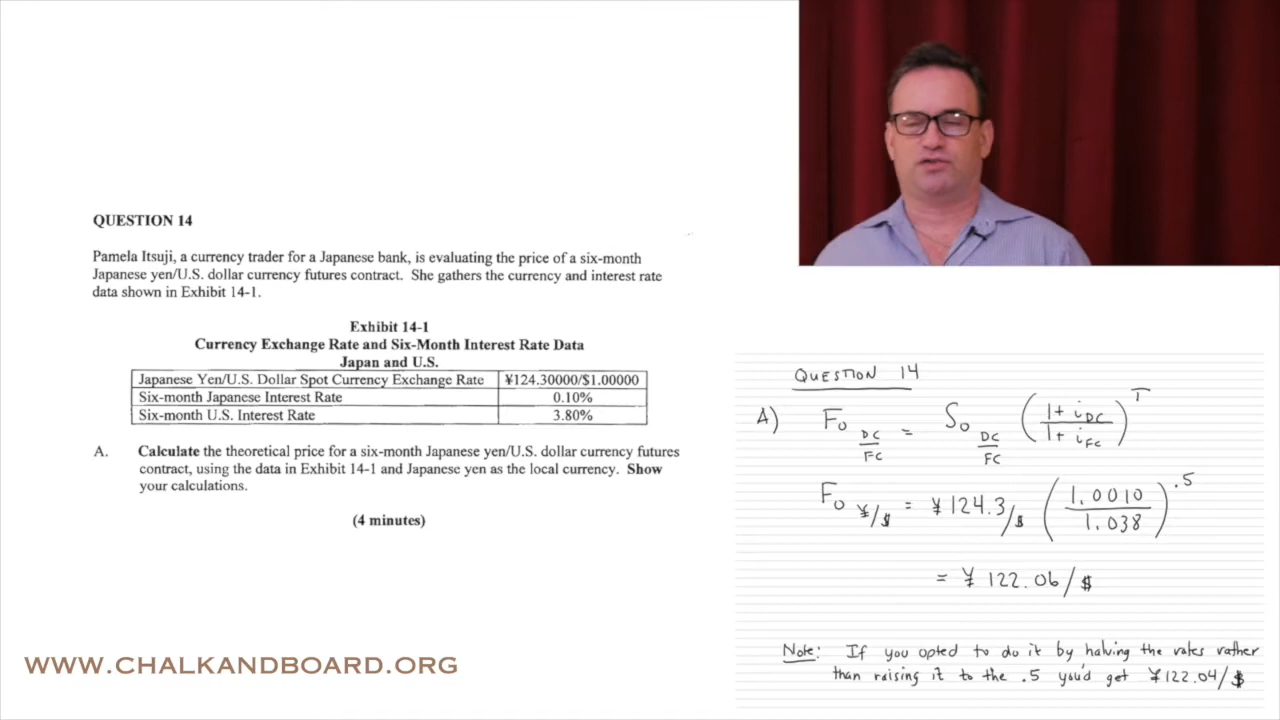 QUESTION 14
Pamela Itsuji, a currency trader for a Japanese bank, is evaluating the price of a six-month
Japanese yen/U.S. dollar currency futures contract. She gathers the currency and interest rate
data shown in Exhibit 14-1.
Exhibit 14-1
Currency Exchange Rate and Six-Month Interest Rate Data
Japan and U.S.
Japanese Yen/U.S. Dollar Spot Currency Exchange Rate ¥124.30000/$1.00000
Six-month Japanese Interest Rate 0.10%
Six-month U.S. Interest Rate 3.80%
A. Calculate the theoretical price for a six-month Japanese yen/U.S. dollar currency futures
contract, using the data in Exhibit 14-1 and Japanese yen as the local currency. Show
your calculations.
(4 minutes)
WWW.CHALKANDBOARD.ORG
QUESTION 14
A) F₀ DC/FC = S₀ DC/FC ((1 + i DC)/(1 + i FC))^T
F₀ ¥/$ = ¥124.3/$ (1.0010/1.038)^.5
= ¥122.06/$
Note: If you opted to do it by halving the rates rather
than raising it to the .5 you'd get ¥122.04/$